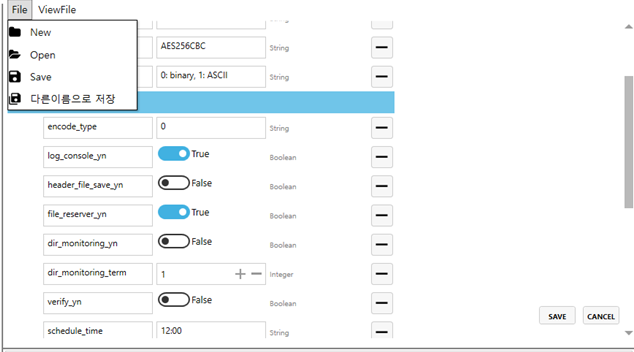 File ViewFile
New
Open
Save
다른이름으로 저장
AES256CBC String
0: binary, 1: ASCII String
encode_type 0 String
log_console_yn True Boolean
header_file_save_yn False Boolean
file_reserver_yn True Boolean
dir_monitoring_yn False Boolean
dir_monitoring_term 1 Integer
verify_yn False Boolean
schedule_time 12:00 String
SAVE CANCEL